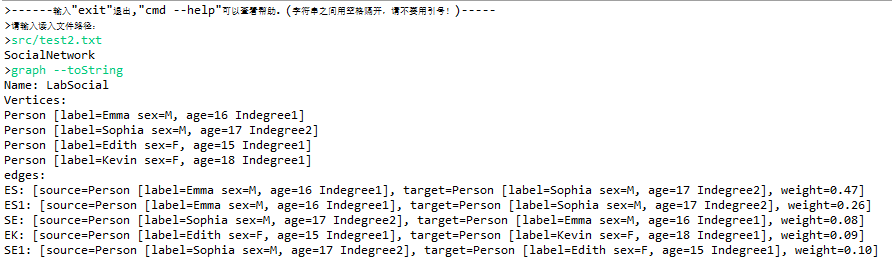 >------输入"exit"退出,"cmd --help"可以查看帮助. (字符串之间用空格隔开，请不要用引号！)-----
>请输入读入文件路径：
>src/test2.txt
SocialNetwork
>graph --toString
Name: LabSocial
Vertices:
Person [label=Emma sex=M, age=16 Indegree1]
Person [label=Sophia sex=M, age=17 Indegree2]
Person [label=Edith sex=F, age=15 Indegree1]
Person [label=Kevin sex=F, age=18 Indegree1]
edges:
ES: [source=Person [label=Emma sex=M, age=16 Indegree1], target=Person [label=Sophia sex=M, age=17 Indegree2], weight=0.47]
ES1: [source=Person [label=Emma sex=M, age=16 Indegree1], target=Person [label=Sophia sex=M, age=17 Indegree2], weight=0.26]
SE: [source=Person [label=Sophia sex=M, age=17 Indegree2], target=Person [label=Emma sex=M, age=16 Indegree1], weight=0.08]
EK: [source=Person [label=Edith sex=F, age=15 Indegree1], target=Person [label=Kevin sex=F, age=18 Indegree1], weight=0.09]
SE1: [source=Person [label=Sophia sex=M, age=17 Indegree2], target=Person [label=Edith sex=F, age=15 Indegree1], weight=0.10]